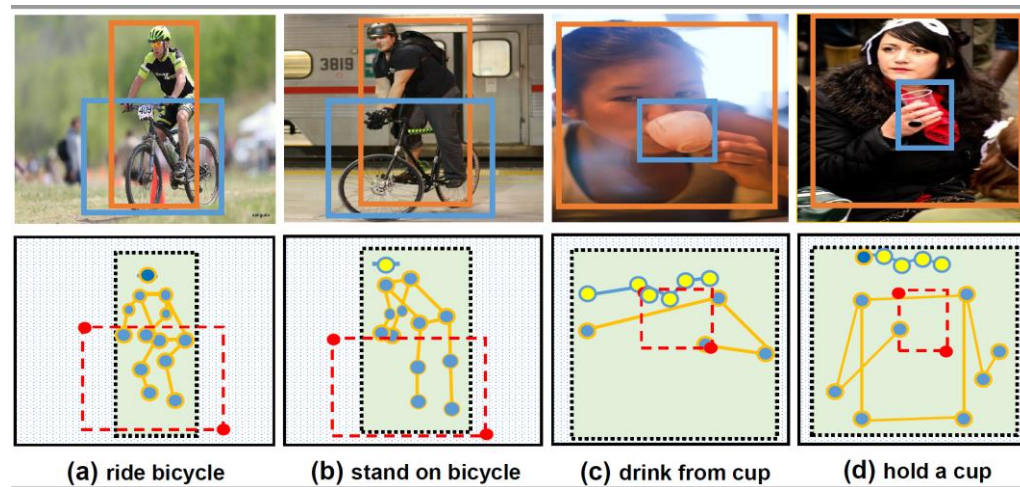 3819
(a) ride bicycle
(b) stand on bicycle
(c) drink from cup
(d) hold a cup